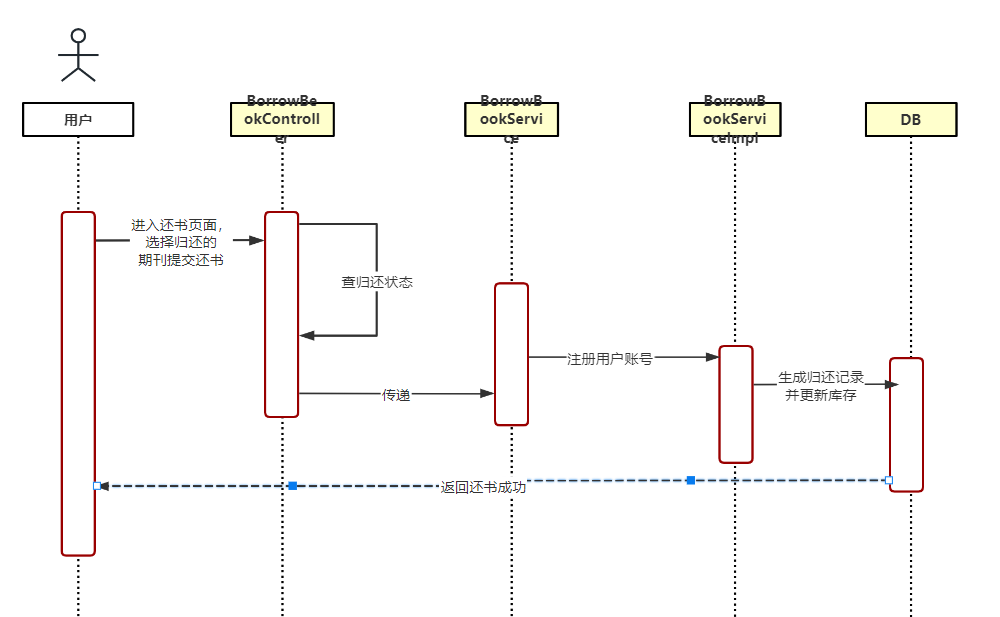 用户
BorrowBe
okControll
er
BorrowB
ookServi
ce
BorrowB
ookServi
ceImpl
DB
进入还书页面，
选择归还的
期刊提交还书
查归还状态
传递
注册用户账号
生成归还记录
并更新库存
返回还书成功